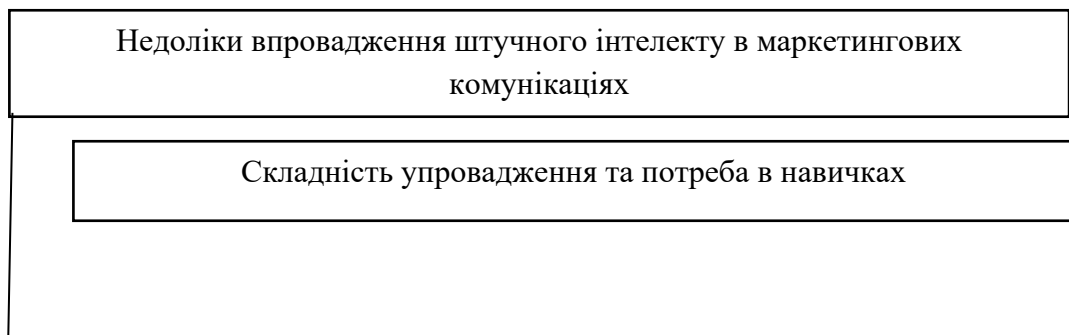 Недоліки впровадження штучного інтелекту в маркетингових
комунікаціях
Складність упровадження та потреба в навичках